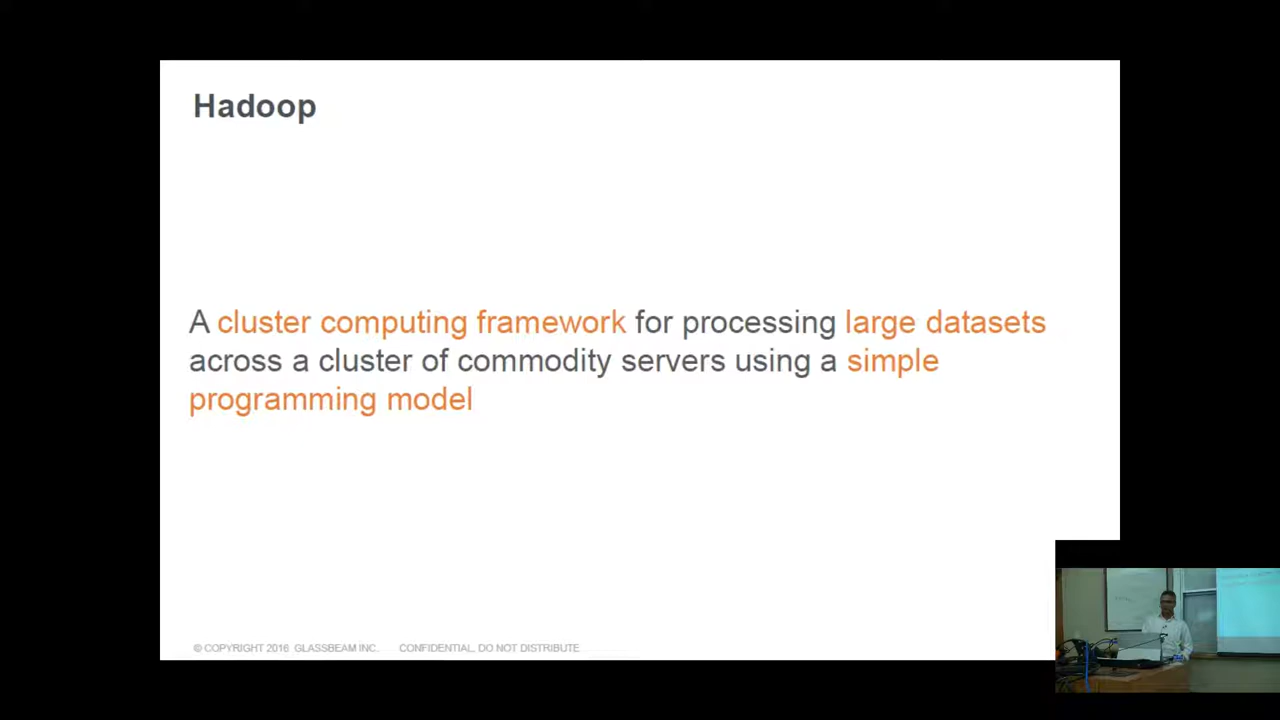 Hadoop
A cluster computing framework for processing large datasets
across a cluster of commodity servers using a simple
programming model
© COPYRIGHT 2016 GLASSBEAM INC. CONFIDENTIAL, DO NOT DISTRIBUTE